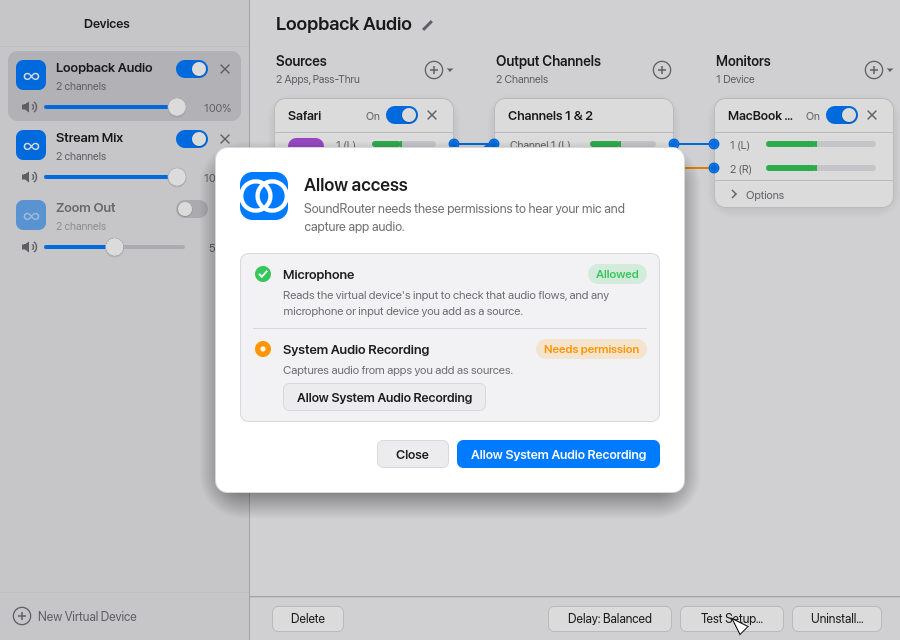 Devices
Loopback Audio
2 channels
100%
Stream Mix
2 channels
10
Zoom Out
2 channels
5
New Virtual Device
Loopback Audio
Sources
2 Apps, Pass-Thru
Output Channels
2 Channels
Monitors
1 Device
Safari
On
1 (L)
Channels 1 & 2
Channel 1 (L)
MacBook ...
On
1 (L)
2 (R)
Options
Allow access
SoundRouter needs these permissions to hear your mic and
capture app audio.
Microphone
Allowed
Reads the virtual device's input to check that audio flows, and any
microphone or input device you add as a source.
System Audio Recording
Needs permission
Captures audio from apps you add as sources.
Allow System Audio Recording
Close
Allow System Audio Recording
Delete
Delay: Balanced
Test Setup...
Uninstall...